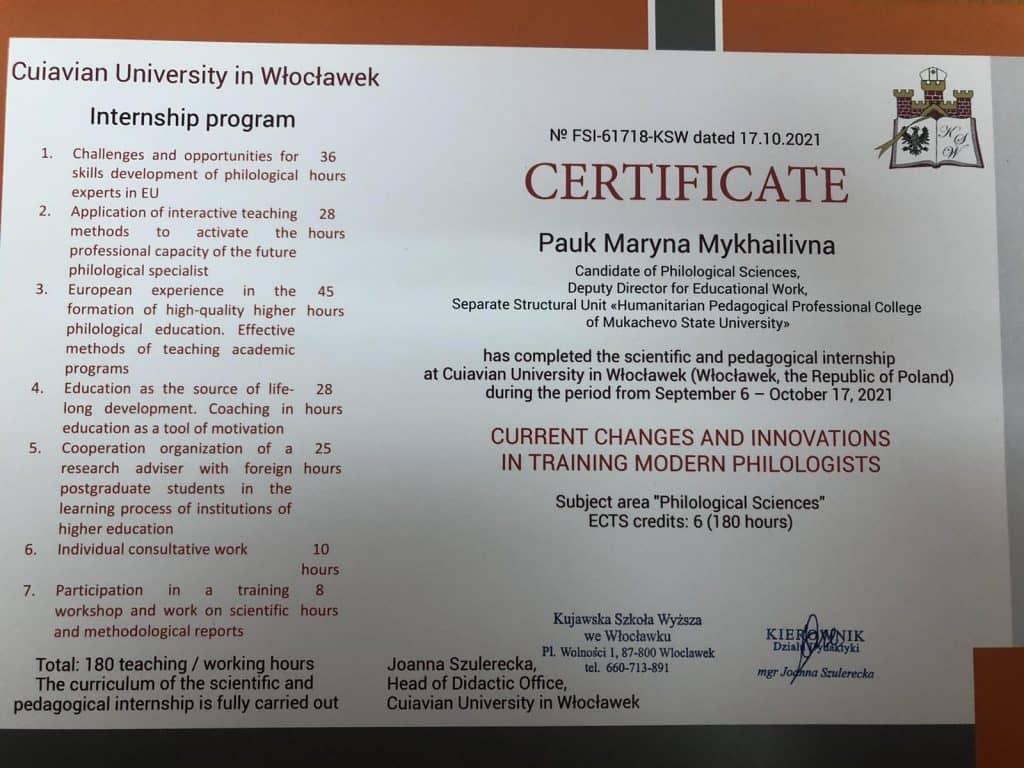 Cuiavian University in Włocławek
Internship program
1. Challenges and opportunities for 36
skills development of philological hours
experts in EU
2. Application of interactive teaching 28
methods to activate the hours
professional capacity of the future
philological specialist
3. European experience in the 45
formation of high-quality higher hours
philological education. Effective
methods of teaching academic
programs
4. Education as the source of life- 28
long development. Coaching in hours
education as a tool of motivation
5. Cooperation organization of a 25
research adviser with foreign hours
postgraduate students in the
learning process of institutions of
higher education
6. Individual consultative work 10
hours
7. Participation in a training 8
workshop and work on scientific hours
and methodological reports
Total: 180 teaching / working hours
The curriculum of the scientific and
pedagogical internship is fully carried out
№ FSI-61718-KSW dated 17.10.2021
CERTIFICATE
Pauk Maryna Mykhailivna
Candidate of Philological Sciences,
Deputy Director for Educational Work,
Separate Structural Unit «Humanitarian Pedagogical Professional College
of Mukachevo State University»
has completed the scientific and pedagogical internship
at Cuiavian University in Włocławek (Włocławek, the Republic of Poland)
during the period from September 6 – October 17, 2021
CURRENT CHANGES AND INNOVATIONS
IN TRAINING MODERN PHILOLOGISTS
Subject area "Philological Sciences"
ECTS credits: 6 (180 hours)
Kujawska Szkoła Wyższa
we Włocławku
Pl. Wolności 1, 87-800 Włocławek
tel. 660-713-891
KIEROWNIK
Działu Dydaktyki
mgr Joanna Szulerecka
Joanna Szulerecka,
Head of Didactic Office,
Cuiavian University in Włocławek
K S W